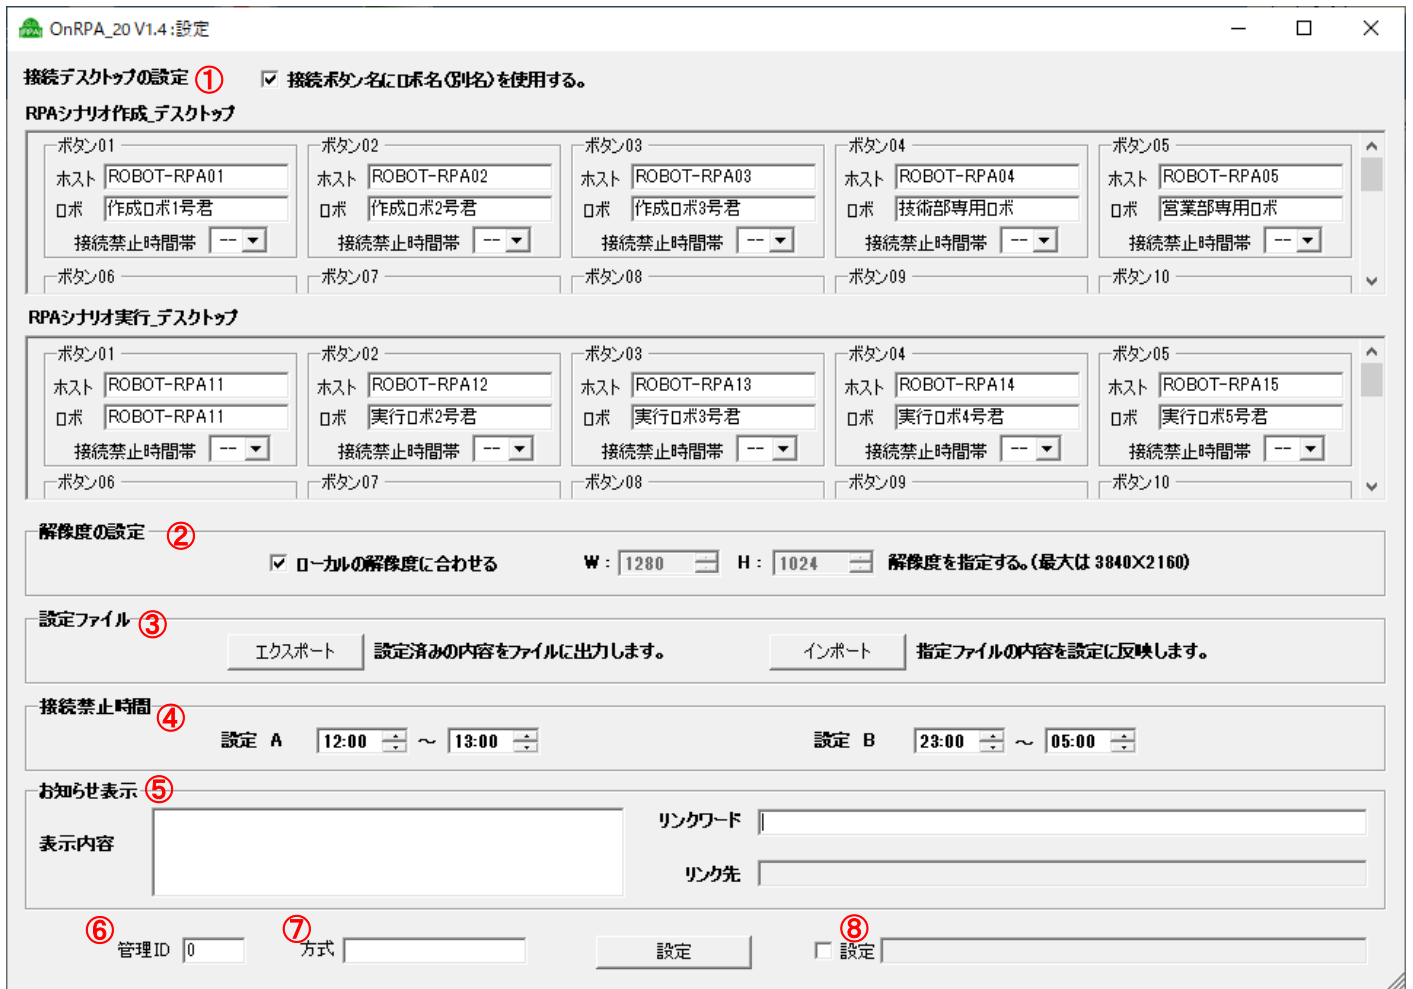 OnRPA_20 V1.4 :設定
接続デスクトップの設定 ① 接続ボタン名にロボ名(別名)を使用する。
RPAシナリオ作成_デスクトップ
ボタン01 ボタン02 ボタン03 ボタン04 ボタン05
ホスト ROBOT-RPA01 ホスト ROBOT-RPA02 ホスト ROBOT-RPA03 ホスト ROBOT-RPA04 ホスト ROBOT-RPA05
ロボ 作成ロボ1号君 ロボ 作成ロボ2号君 ロボ 作成ロボ3号君 ロボ 技術部専用ロボ ロボ 営業部専用ロボ
接続禁止時間帯 -- 接続禁止時間帯 -- 接続禁止時間帯 -- 接続禁止時間帯 -- 接続禁止時間帯 --
ボタン06 ボタン07 ボタン08 ボタン09 ボタン10
RPAシナリオ実行_デスクトップ
ボタン01 ボタン02 ボタン03 ボタン04 ボタン05
ホスト ROBOT-RPA11 ホスト ROBOT-RPA12 ホスト ROBOT-RPA13 ホスト ROBOT-RPA14 ホスト ROBOT-RPA15
ロボ ROBOT-RPA11 ロボ 実行ロボ2号君 ロボ 実行ロボ3号君 ロボ 実行ロボ4号君 ロボ 実行ロボ5号君
接続禁止時間帯 -- 接続禁止時間帯 -- 接続禁止時間帯 -- 接続禁止時間帯 -- 接続禁止時間帯 --
ボタン06 ボタン07 ボタン08 ボタン09 ボタン10
解像度の設定 ②
ローカルの解像度に合わせる W : 1280 H : 1024 解像度を指定する。(最大は 3840X2160)
設定ファイル ③
エクスポート 設定済みの内容をファイルに出力します。 インポート 指定ファイルの内容を設定に反映します。
接続禁止時間 ④
設定 A 12:00 ～ 13:00 設定 B 23:00 ～ 05:00
お知らせ表示 ⑤
表示内容 リンクワード
リンク先
⑥ 管理ID 0 ⑦ 方式 設定 ⑧ 設定